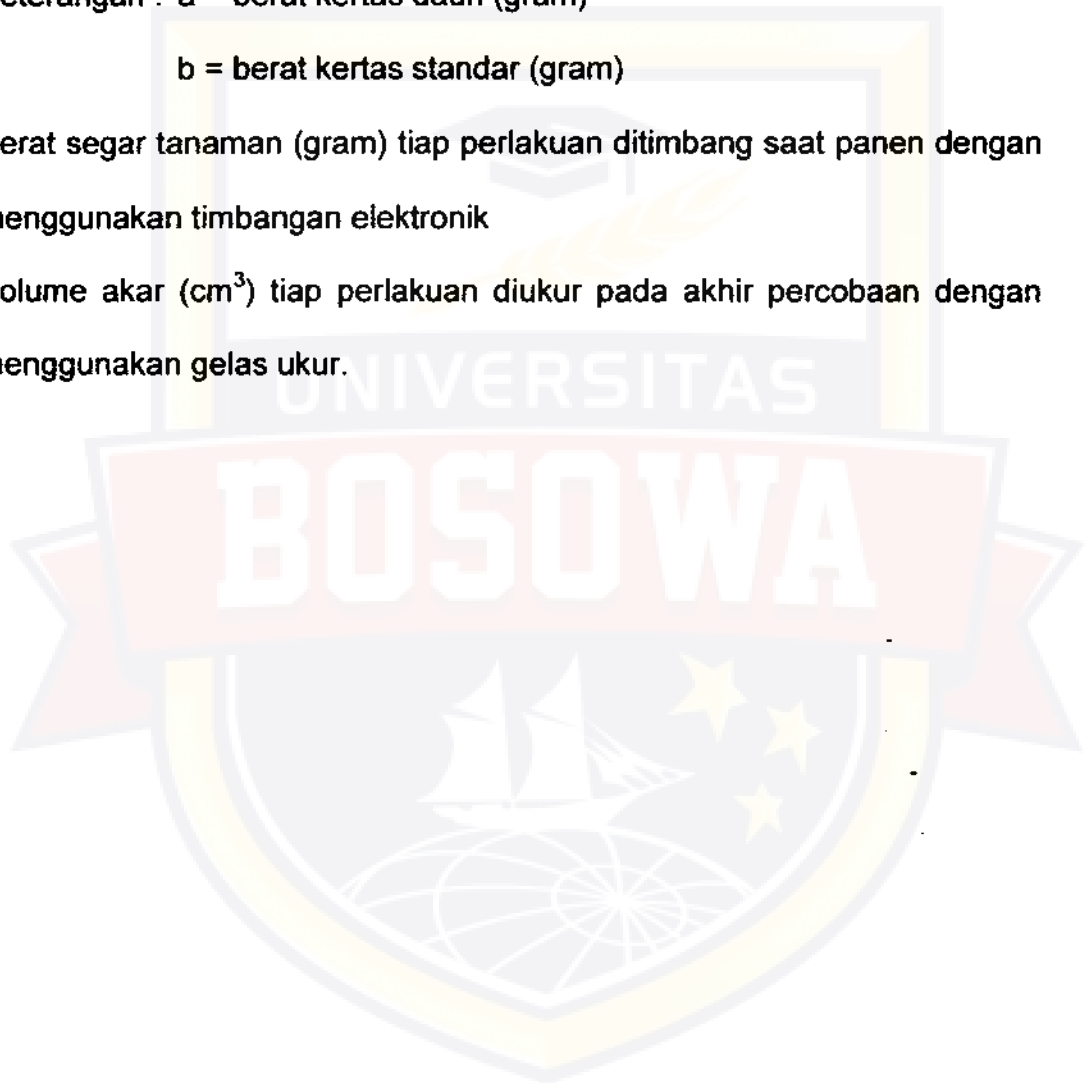 b = berat kertas standar (gram)
erat segar tanaman (gram) tiap perlakuan ditimbang saat panen dengan
enggunakan timbangan elektronik
olume akar (cm³) tiap perlakuan diukur pada akhir percobaan dengan
enggunakan gelas ukur.
UNIVERSITAS
BOSOWA